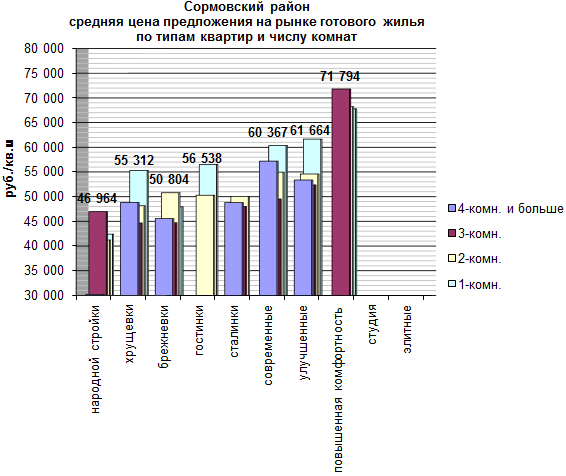 Сормовский район
средняя цена предложения на рынке готового жилья
по типам квартир и числу комнат
руб./кв.м
80 000
75 000
70 000
65 000
60 000
55 000
50 000
45 000
40 000
35 000
30 000
46 964
55 312
50 804
56 538
60 367
61 664
71 794
народной стройки
хрущевки
брежневки
гостинки
сталинки
современные
улучшенные
повышенная комфортность
студия
элитные
4-комн. и больше
3-комн.
2-комн.
1-комн.